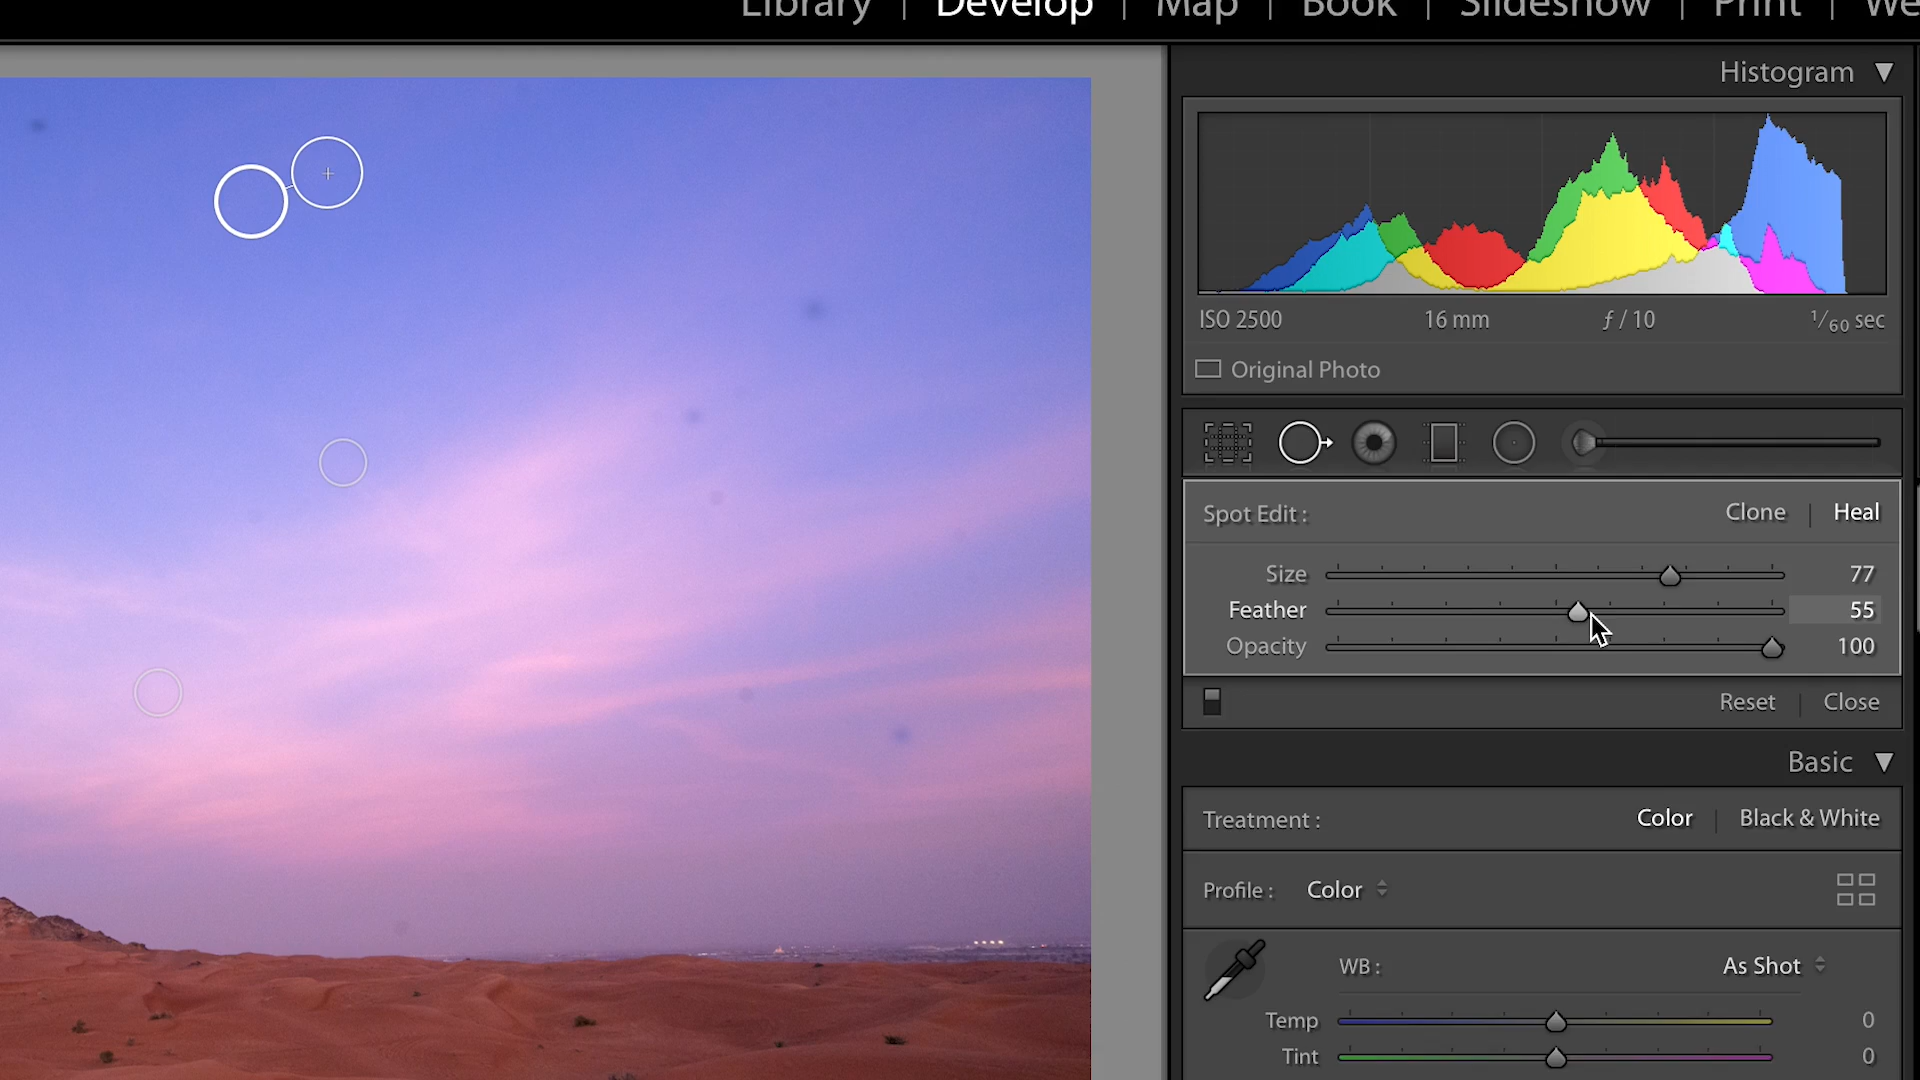 Library | Develop | Map | Book | Slideshow | Print |
Histogram
ISO 2500 16 mm ƒ / 10 1/60 sec
Original Photo
Spot Edit : Clone | Heal
Size 77
Feather 55
Opacity 100
Reset | Close
Basic
Treatment : Color | Black & White
Profile : Color
WB : As Shot
Temp 0
Tint 0